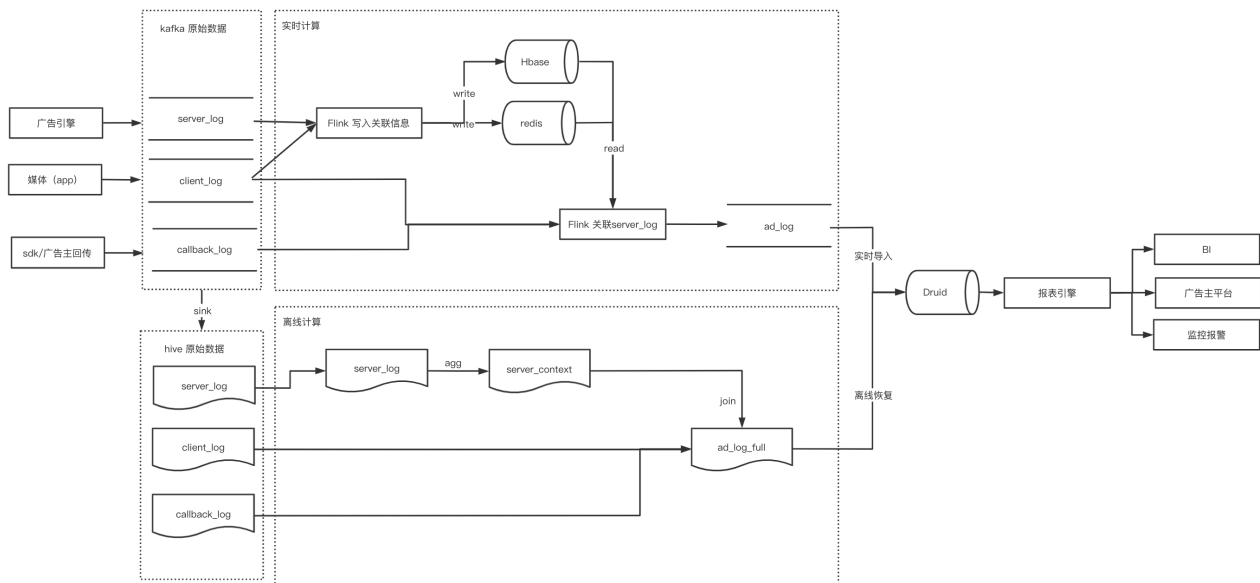 kafka 原始数据
实时计算
Hbase
write
广告引擎
server_log
Flink 写入关联信息
write
redis
read
媒体（app）
client_log
Flink 关联server_log
ad_log
sdk/广告主回传
callback_log
实时导入
BI
Druid
报表引擎
广告主平台
sink
离线计算
监控报警
hive 原始数据
server_log
agg
server_context
server_log
离线恢复
join
client_log
ad_log_full
callback_log